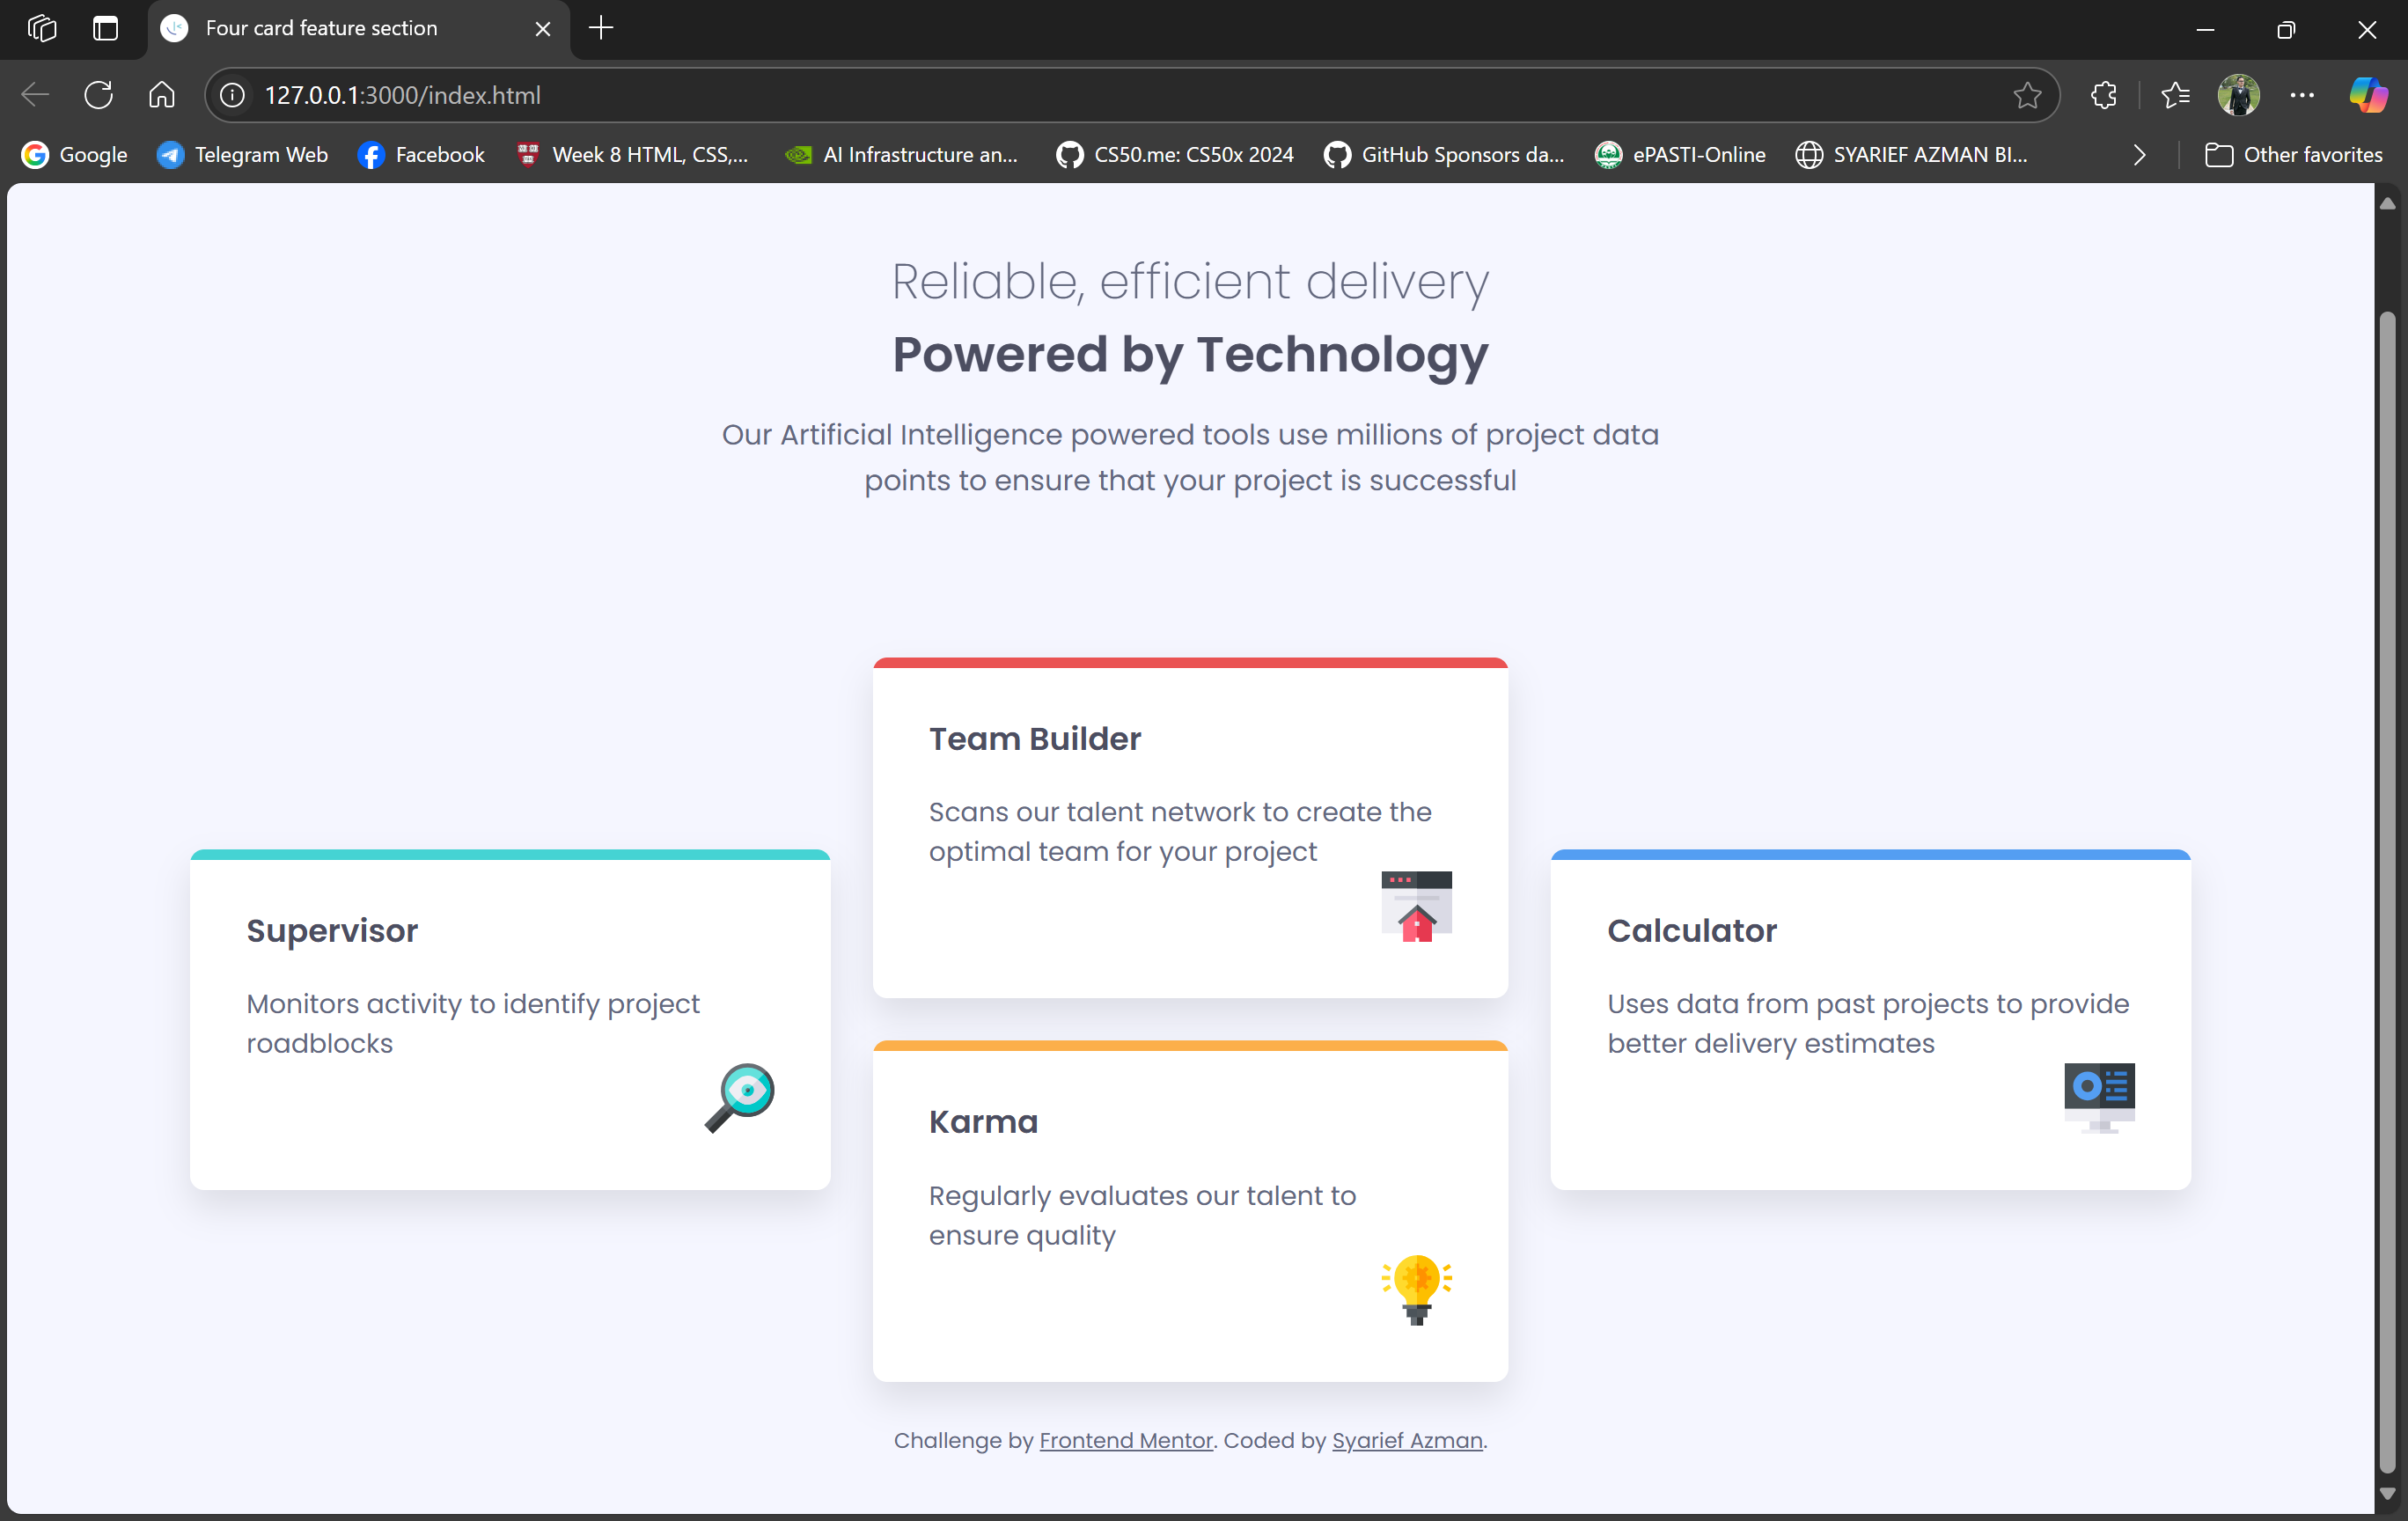 Four card feature section
127.0.0.1:3000/index.html
Google
Telegram Web
Facebook
Week 8 HTML, CSS,...
AI Infrastructure an...
CS50.me: CS50x 2024
GitHub Sponsors da...
ePASTI-Online
SYARIEF AZMAN BI...
Other favorites
Reliable, efficient delivery
Powered by Technology
Our Artificial Intelligence powered tools use millions of project data
points to ensure that your project is successful
Team Builder
Scans our talent network to create the
optimal team for your project
Supervisor
Monitors activity to identify project
roadblocks
Calculator
Uses data from past projects to provide
better delivery estimates
Karma
Regularly evaluates our talent to
ensure quality
Challenge by Frontend Mentor. Coded by Syarief Azman.